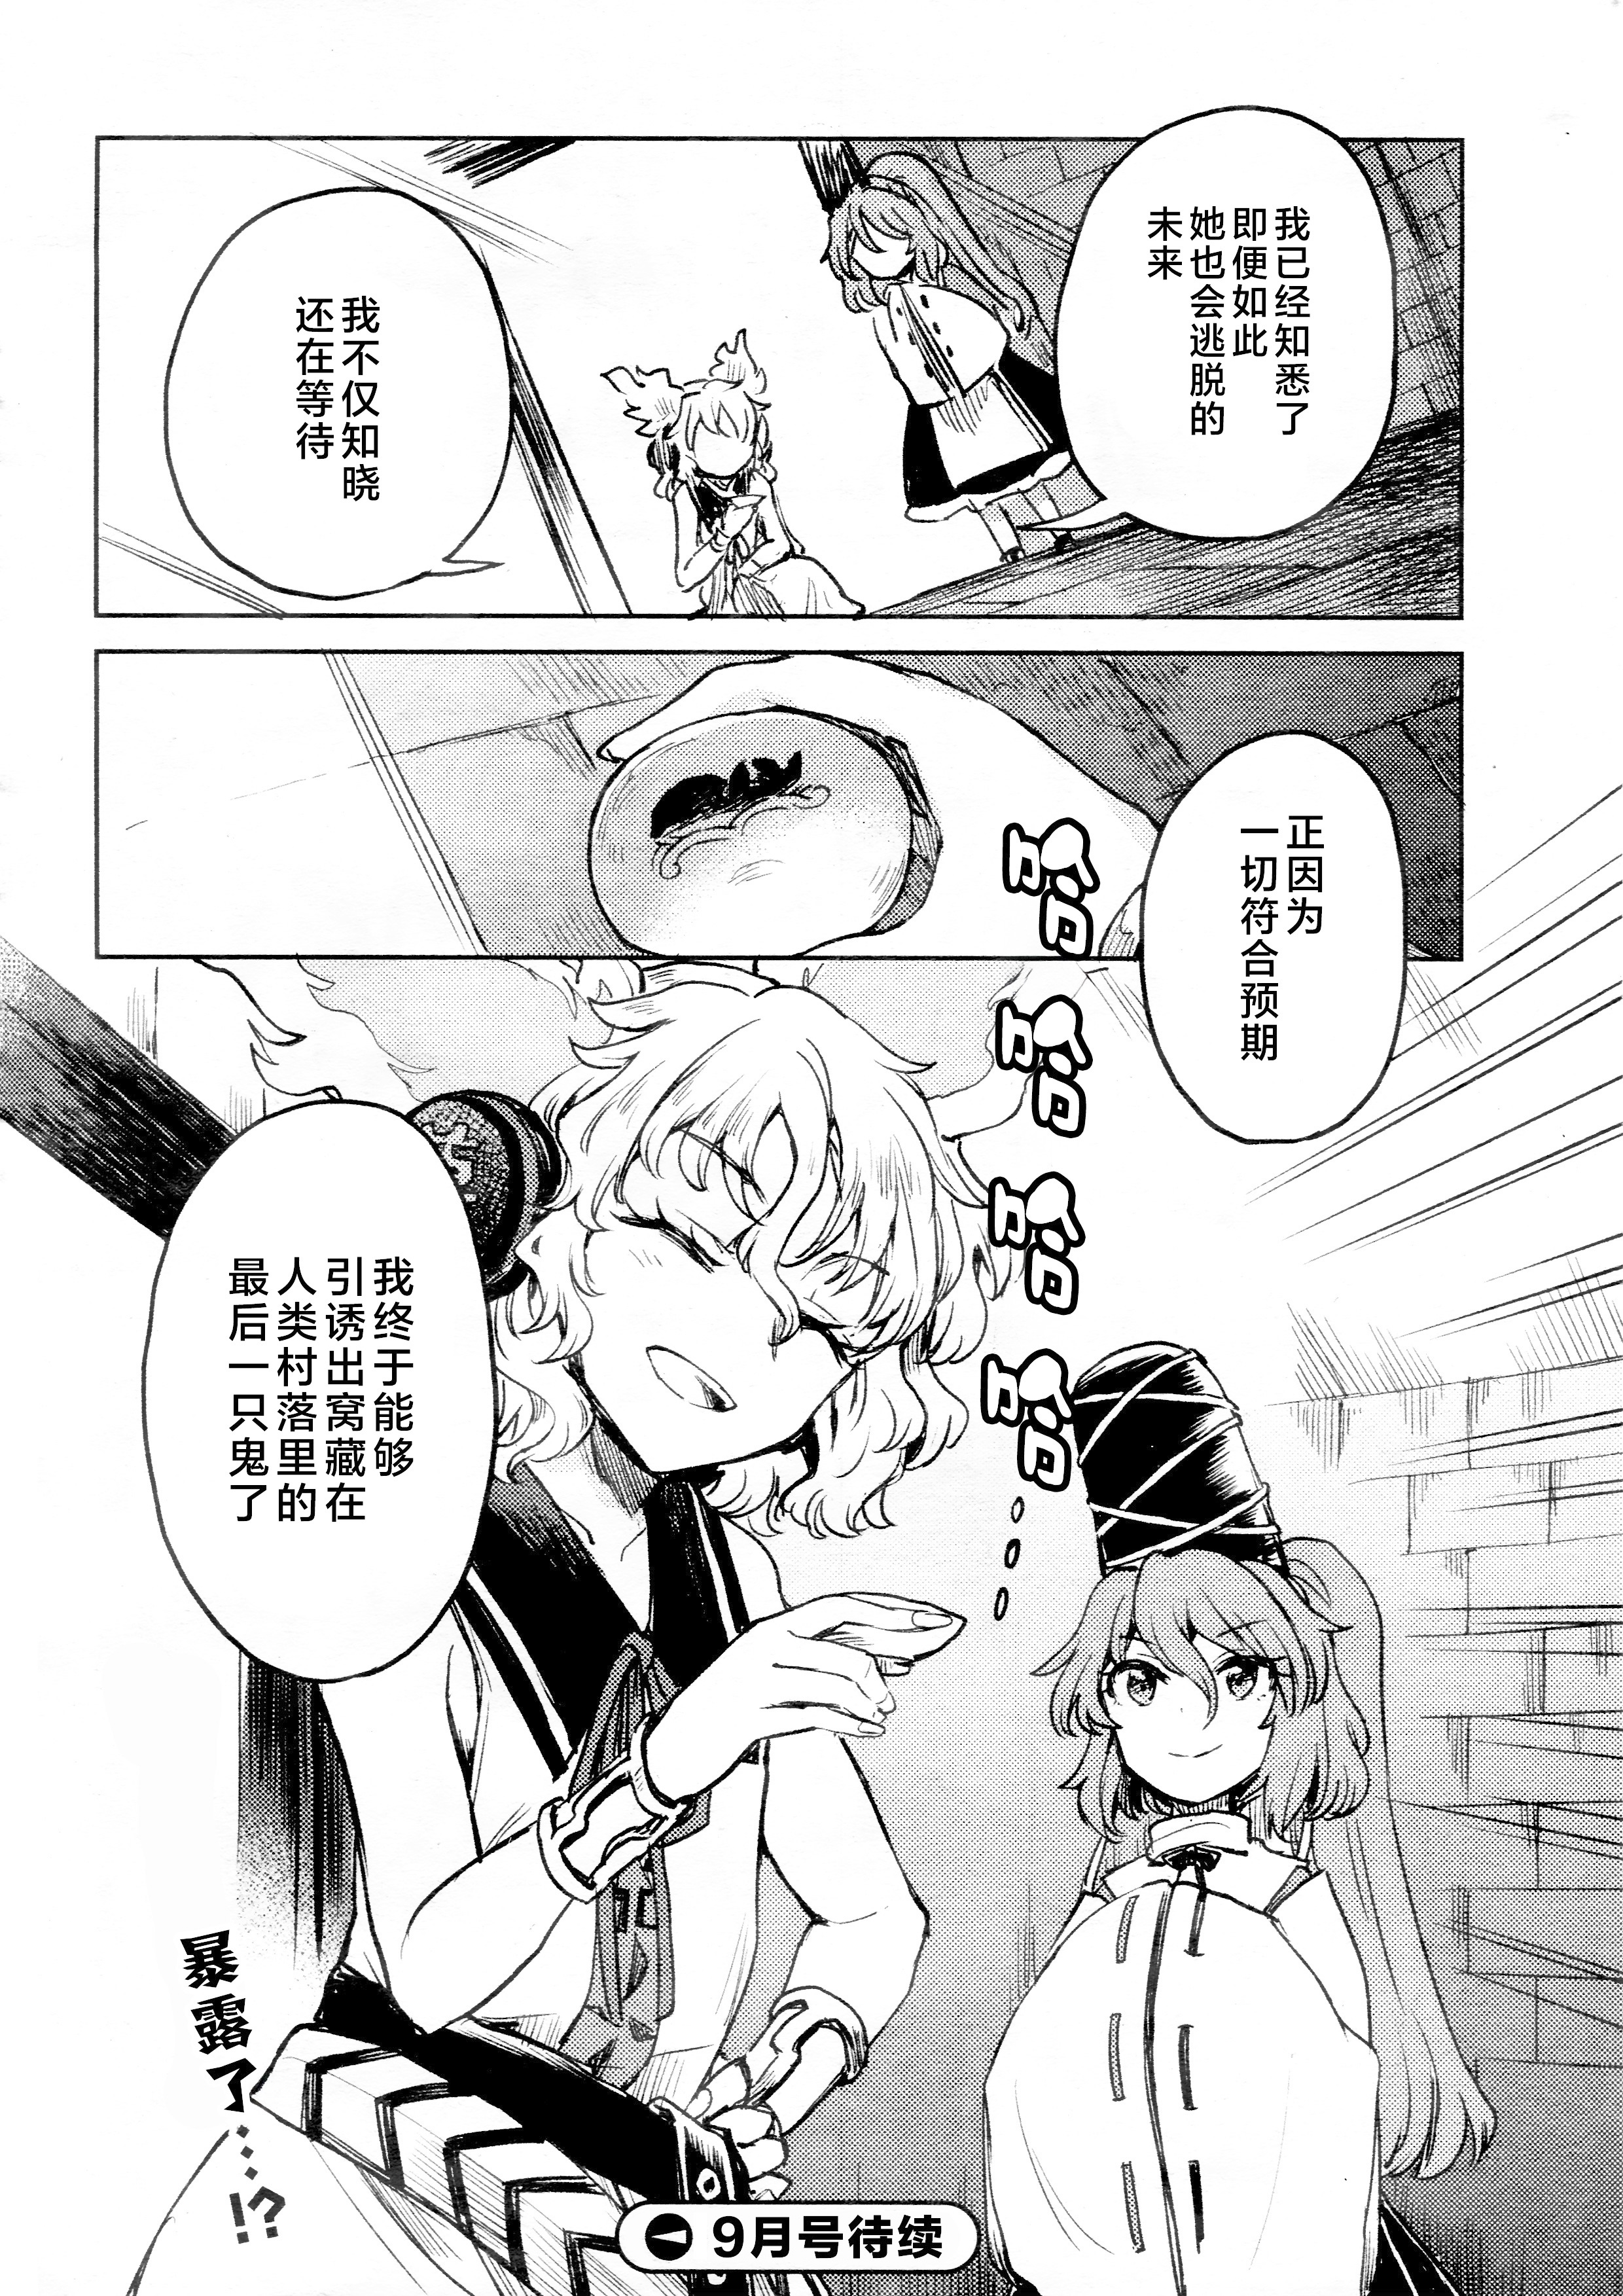 我已经知悉了
即便如此
她也会逃脱的
未来
我不仅知晓
还在等待
正因为
一切符合预期
哈哈哈哈……
我终于能够
引诱出窝藏在
人类村落里的
最后一只鬼了
暴露了……!?
9月号待续